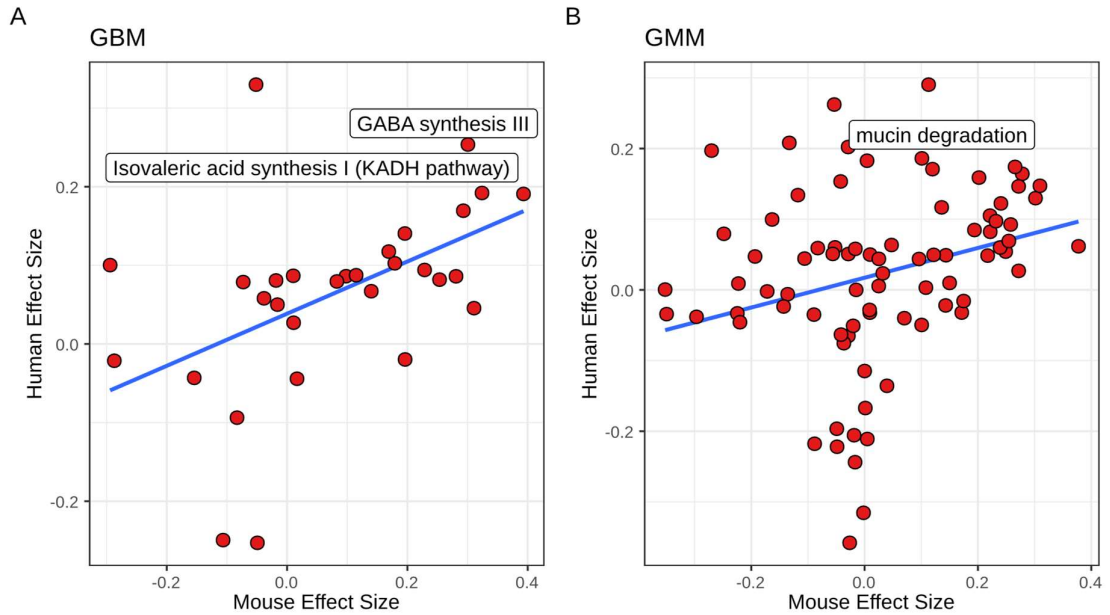 A
GBM
GABA synthesis III
Isovaleric acid synthesis I (KADH pathway)
Human Effect Size
0.2
0.0
-0.2
-0.2
0.0
0.2
0.4
Mouse Effect Size
B
GMM
mucin degradation
Human Effect Size
0.2
0.0
-0.2
-0.2
0.0
0.2
0.4
Mouse Effect Size